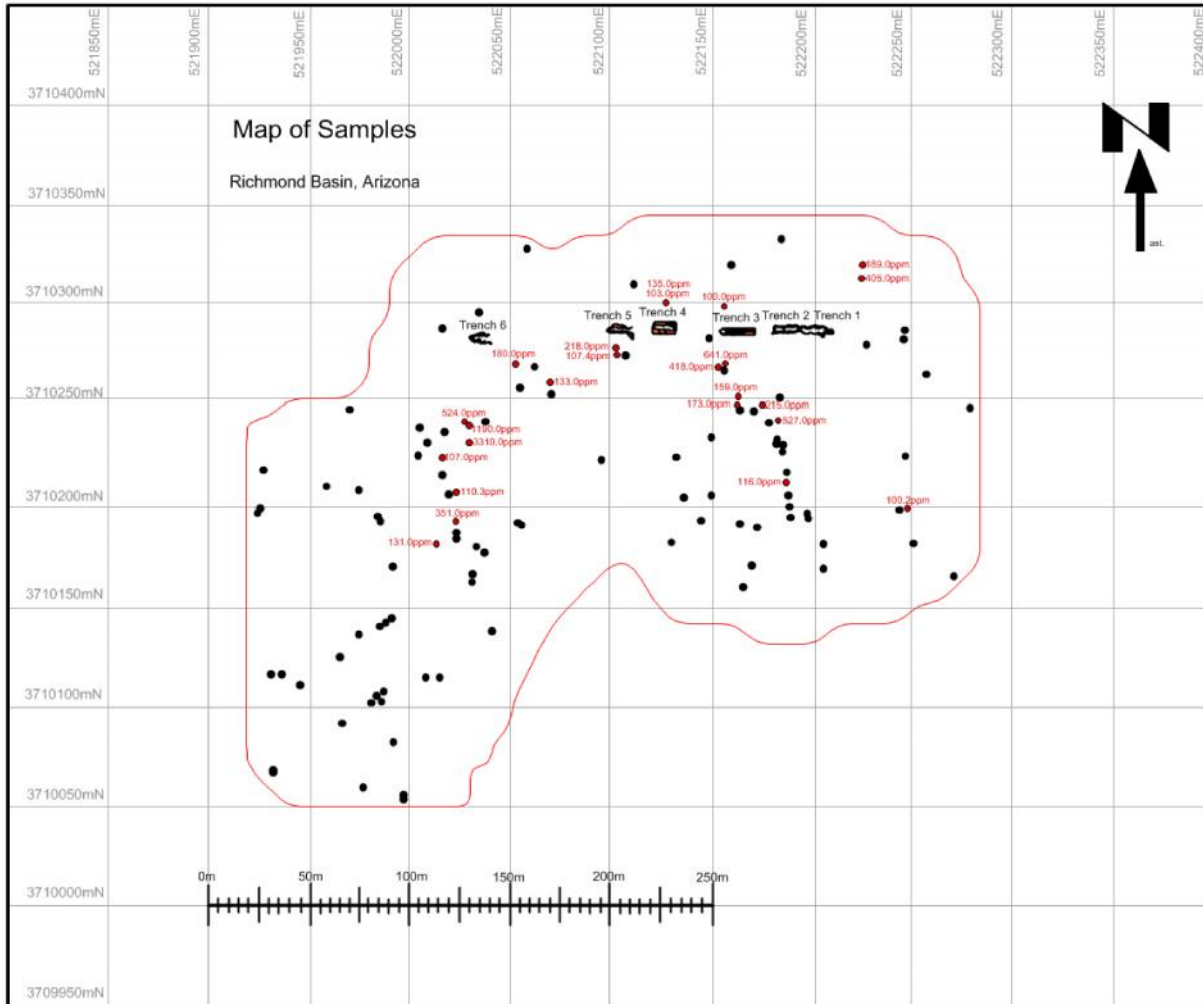 521850mE
521900mE
521950mE
522000mE
522050mE
522100mE
522150mE
522200mE
522250mE
522300mE
522350mE
522400mE
3710400mN
Map of Samples
N
Richmond Basin, Arizona
3710350mN
ast.
489.0ppm
405.0ppm
135.0ppm
103.0ppm
100.0ppm
3710300mN
Trench 6
Trench 5
Trench 4
Trench 3
Trench 2
Trench 1
218.0ppm
107.4ppm
180.0ppm
641.0ppm
418.0ppm
133.0ppm
3710250mN
159.0ppm
173.0ppm
215.0ppm
527.0ppm
524.0ppm
1190.0ppm
3310.0ppm
107.0ppm
116.0ppm
110.3ppm
3710200mN
100.2ppm
351.0ppm
131.0ppm
3710150mN
3710100mN
3710050mN
0m
50m
100m
150m
200m
250m
3710000mN
3709950mN